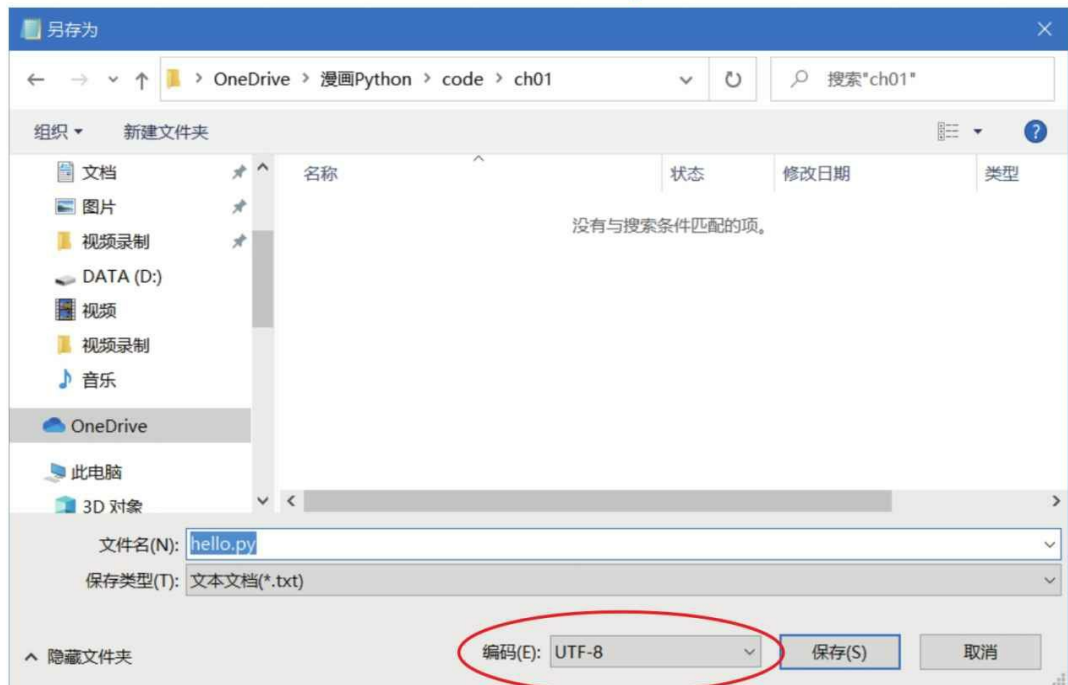 另存为
OneDrive > 漫画Python > code > ch01
搜索"ch01"
组织
新建文件夹
名称
状态
修改日期
类型
没有与搜索条件匹配的项。
文档
图片
视频录制
DATA (D:)
视频
视频录制
音乐
OneDrive
此电脑
3D 对象
文件名(N): hello.py
保存类型(T): 文本文档(*.txt)
隐藏文件夹
编码(E): UTF-8
保存(S)
取消